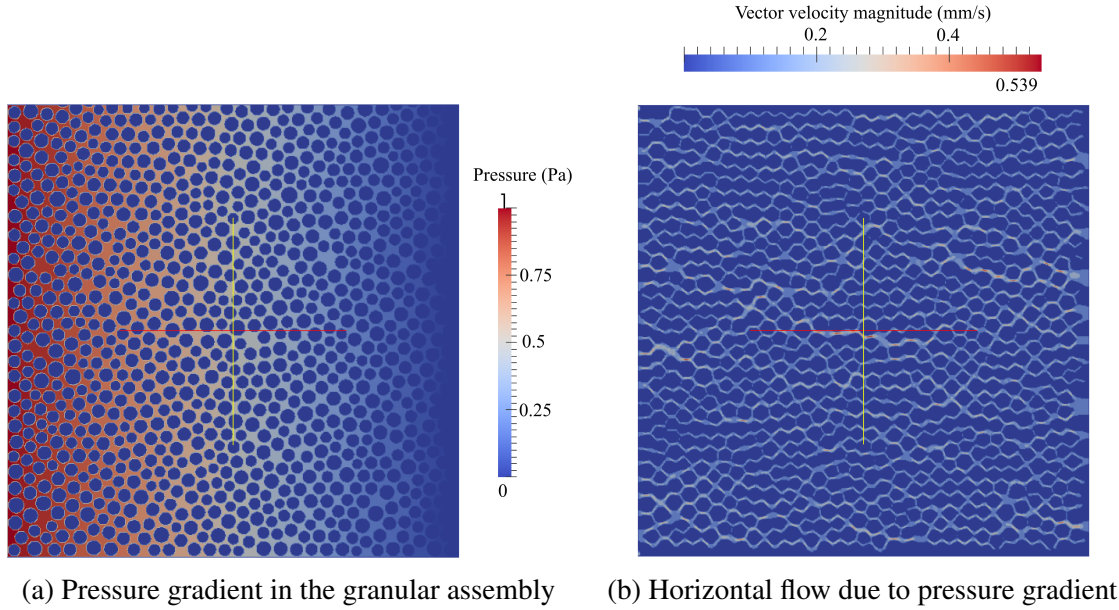 Vector velocity magnitude (mm/s)
0.2
0.4
0.539
Pressure (Pa)
1
0.75
0.5
0.25
0
(a) Pressure gradient in the granular assembly
(b) Horizontal flow due to pressure gradient